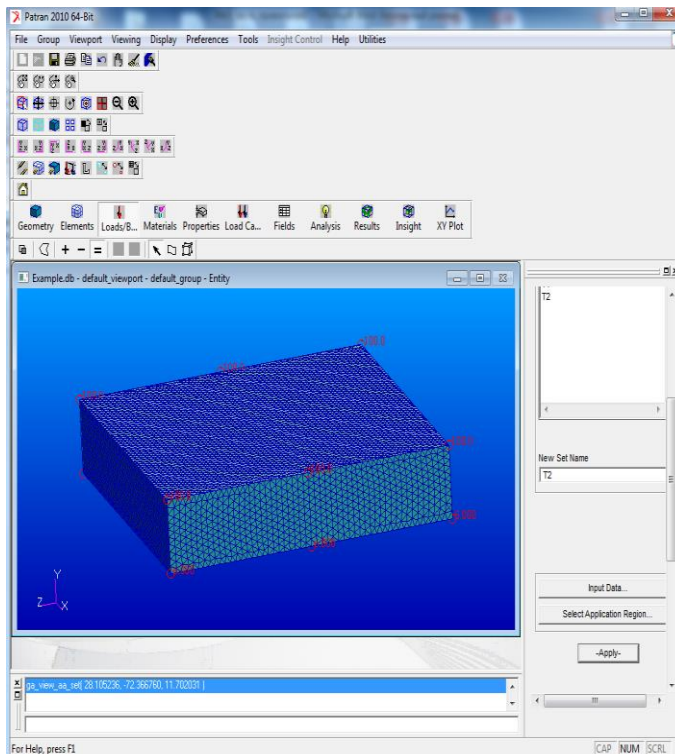 Patran 2010 64-Bit
File Group Viewport Viewing Display Preferences Tools Insight Control Help Utilities
Geometry Elements Loads/B... Materials Properties Load Ca... Fields Analysis Results Insight XY Plot
Example.db - default_viewport - default_group - Entity
T2
New Set Name
T2
Input Data...
Select Application Region...
-Apply-
Y
Z X
ga_view_aa_set( 28.105236, -72.366760, 11.702031 )
For Help, press F1
CAP NUM SCRL